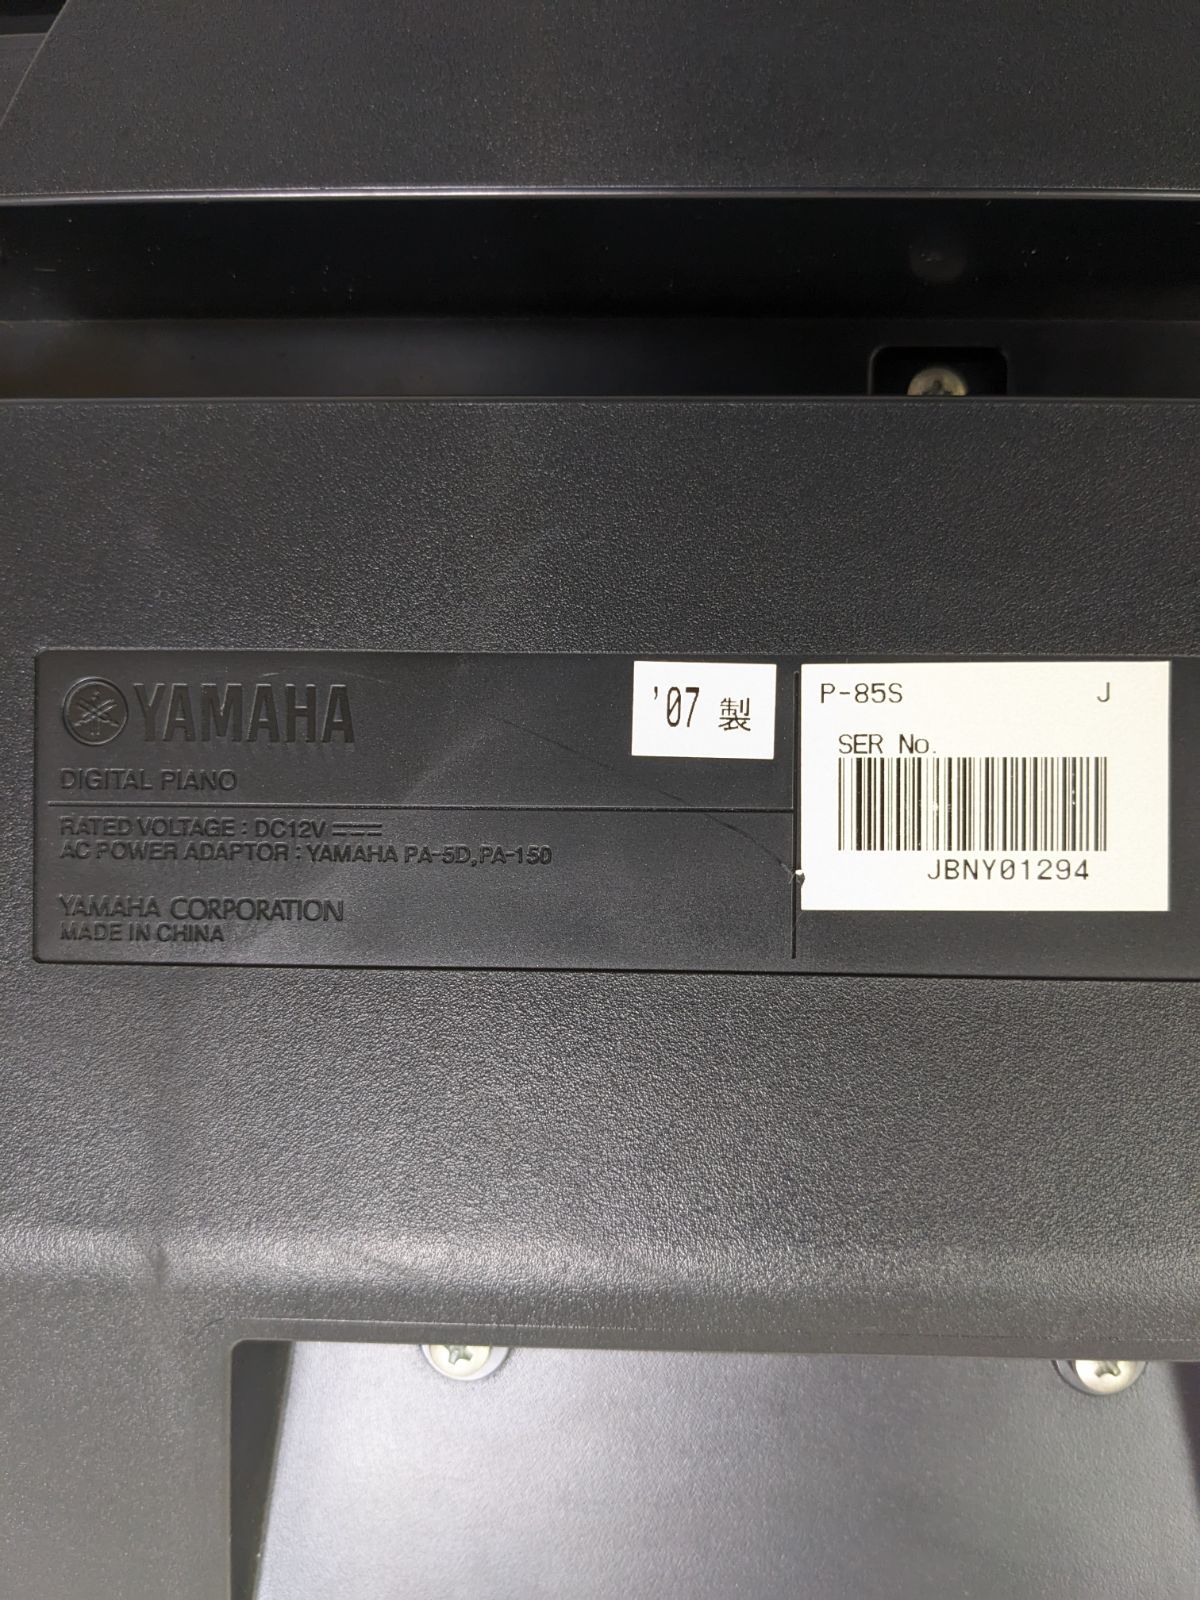 YAMAHA
DIGITAL PIANO
RATED VOLTAGE : DC12V
AC POWER ADAPTOR : YAMAHA PA-5D,PA-150
YAMAHA CORPORATION
MADE IN CHINA
'07 製
P-85S J
SER No.
JBNY01294